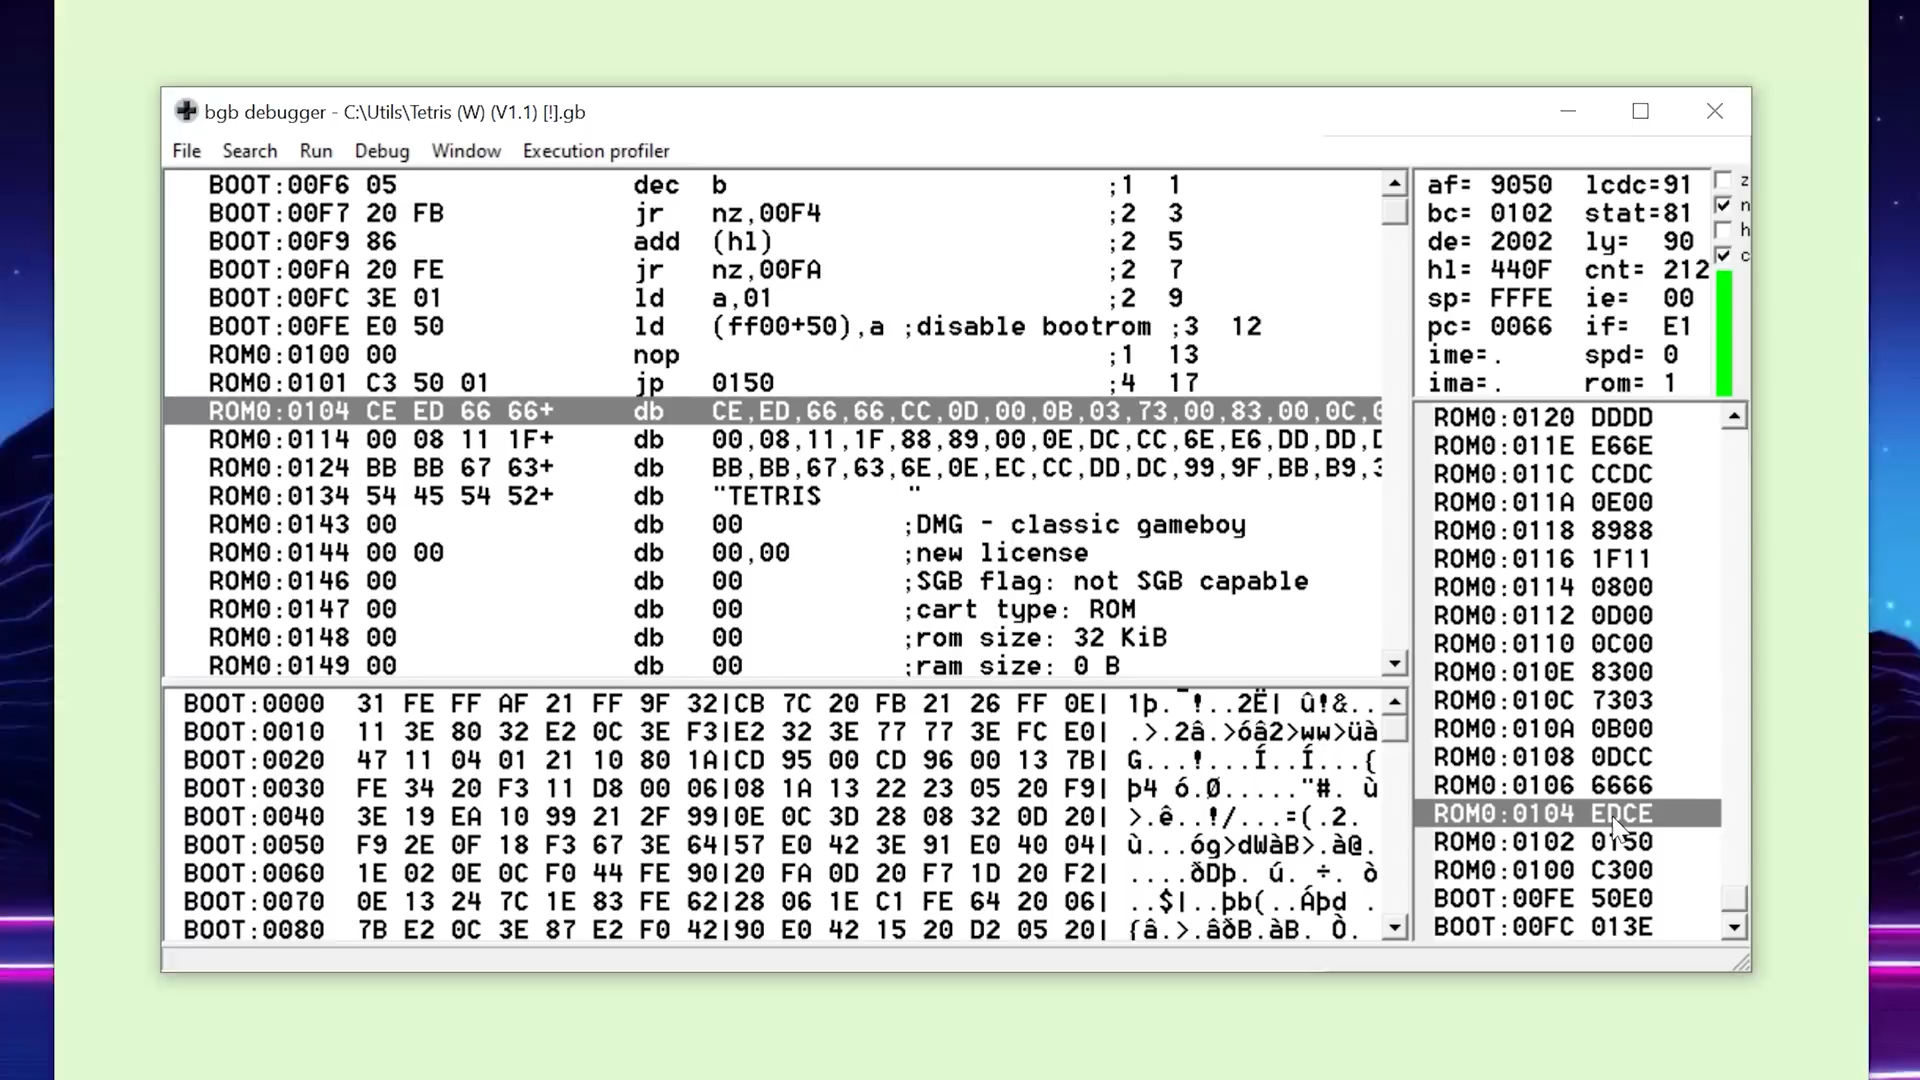 bgb debugger - C:\Utils\Tetris (W) (V1.1) [!].gb
File Search Run Debug Window Execution profiler
BOOT:00F6 05 dec b ;1 1
BOOT:00F7 20 FB jr nz,00F4 ;2 3
BOOT:00F9 86 add (hl) ;2 5
BOOT:00FA 20 FE jr nz,00FA ;2 7
BOOT:00FC 3E 01 ld a,01 ;2 9
BOOT:00FE E0 50 ld (ff00+50),a ;disable bootrom ;3 12
ROM0:0100 00 nop ;1 13
ROM0:0101 C3 50 01 jp 0150 ;4 17
ROM0:0104 CE ED 66 66+ db CE,ED,66,66,CC,0D,00,0B,03,73,00,83,00,0C,0
ROM0:0114 00 08 11 1F+ db 00,08,11,1F,88,89,00,0E,DC,CC,6E,E6,DD,DD,D
ROM0:0124 BB BB 67 63+ db BB,BB,67,63,6E,0E,EC,CC,DD,DC,99,9F,BB,B9,3
ROM0:0134 54 45 54 52+ db "TETRIS "
ROM0:0143 00 db 00 ;DMG - classic gameboy
ROM0:0144 00 00 db 00,00 ;new license
ROM0:0146 00 db 00 ;SGB flag: not SGB capable
ROM0:0147 00 db 00 ;cart type: ROM
ROM0:0148 00 db 00 ;rom size: 32 KiB
ROM0:0149 00 db 00 ;ram size: 0 B
af= 9050 lcdc=91 z
bc= 0102 stat=81 n
de= 2002 ly= 90 h
hl= 440F cnt= 212 c
sp= FFFE ie= 00
pc= 0066 if= E1
ime=. spd= 0
ima=. rom= 1
BOOT:0000 31 FE FF AF 21 FF 9F 32|CB 7C 20 FB 21 26 FF 0E| 1þ.¯!..2Ë| û!&.
BOOT:0010 11 3E 80 32 E2 0C 3E F3|E2 32 3E 77 77 3E FC E0| .>.2â.>óâ2>ww>üà
BOOT:0020 47 11 04 01 21 10 80 1A|CD 95 00 CD 96 00 13 7B| G...!...Í..Í...{
BOOT:0030 FE 34 20 F3 11 D8 00 06|08 1A 13 22 23 05 20 F9| þ4 ó.Ø....."#. ù
BOOT:0040 3E 19 EA 10 99 21 2F 99|0E 0C 3D 28 08 32 0D 20| >.ê..!/...=(.2.
BOOT:0050 F9 2E 0F 18 F3 67 3E 64|57 E0 42 3E 91 E0 40 04| ù...óg>dWàB>.à@.
BOOT:0060 1E 02 0E 0C F0 44 FE 90|20 FA 0D 20 F7 1D 20 F2| ....ðDþ. ú. ÷. ò
BOOT:0070 0E 13 24 7C 1E 83 FE 62|28 06 1E C1 FE 64 20 06| ..$|..þb(..Áþd .
BOOT:0080 7B E2 0C 3E 87 E2 F0 42|90 E0 42 15 20 D2 05 20| {â.>.âðB.àB. Ò.
ROM0:0120 DDDD
ROM0:011E E66E
ROM0:011C CCDC
ROM0:011A 0E00
ROM0:0118 8988
ROM0:0116 1F11
ROM0:0114 0800
ROM0:0112 0D00
ROM0:0110 0C00
ROM0:010E 8300
ROM0:010C 7303
ROM0:010A 0B00
ROM0:0108 0DCC
ROM0:0106 6666
ROM0:0104 EDCE
ROM0:0102 0150
ROM0:0100 C300
BOOT:00FE 50E0
BOOT:00FC 013E